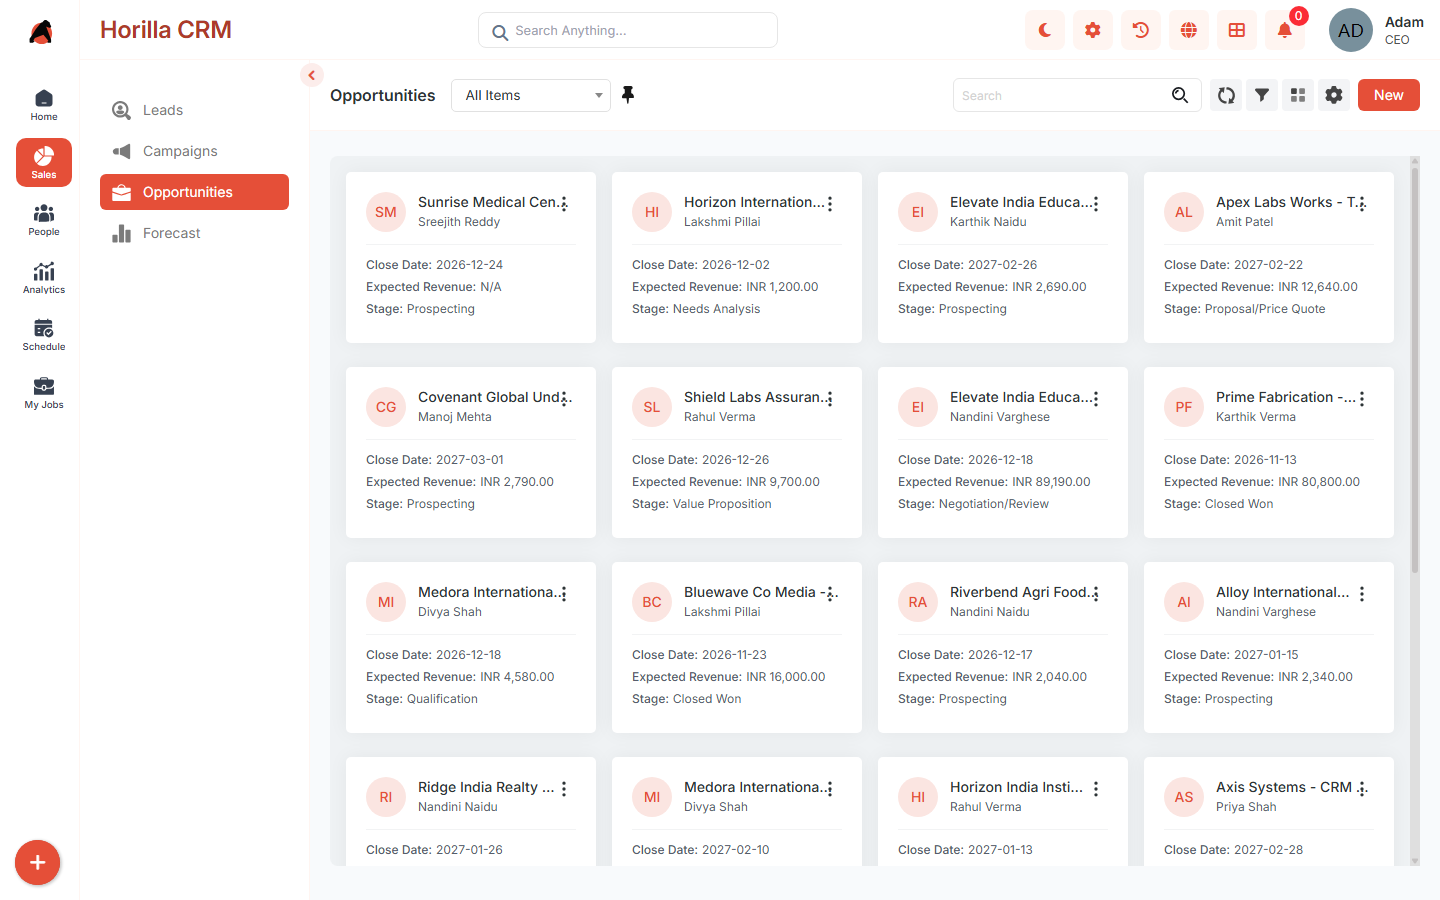 Horilla CRM
Search Anything...
0
AD
Adam
CEO
Home
Sales
People
Analytics
Schedule
My Jobs
Leads
Campaigns
Opportunities
Forecast
Opportunities
All Items
Search
New
SM
Sunrise Medical Cen...
Sreejith Reddy
Close Date: 2026-12-24
Expected Revenue: N/A
Stage: Prospecting
HI
Horizon Internation...
Lakshmi Pillai
Close Date: 2026-12-02
Expected Revenue: INR 1,200.00
Stage: Needs Analysis
EI
Elevate India Educa...
Karthik Naidu
Close Date: 2027-02-26
Expected Revenue: INR 2,690.00
Stage: Prospecting
AL
Apex Labs Works - T...
Amit Patel
Close Date: 2027-02-22
Expected Revenue: INR 12,640.00
Stage: Proposal/Price Quote
CG
Covenant Global Und...
Manoj Mehta
Close Date: 2027-03-01
Expected Revenue: INR 2,790.00
Stage: Prospecting
SL
Shield Labs Assuran...
Rahul Verma
Close Date: 2026-12-26
Expected Revenue: INR 9,700.00
Stage: Value Proposition
EI
Elevate India Educa...
Nandini Varghese
Close Date: 2026-12-18
Expected Revenue: INR 89,190.00
Stage: Negotiation/Review
PF
Prime Fabrication -...
Karthik Verma
Close Date: 2026-11-13
Expected Revenue: INR 80,800.00
Stage: Closed Won
MI
Medora Internationa...
Divya Shah
Close Date: 2026-12-18
Expected Revenue: INR 4,580.00
Stage: Qualification
BC
Bluewave Co Media -...
Lakshmi Pillai
Close Date: 2026-11-23
Expected Revenue: INR 16,000.00
Stage: Closed Won
RA
Riverbend Agri Food...
Nandini Naidu
Close Date: 2026-12-17
Expected Revenue: INR 2,040.00
Stage: Prospecting
AI
Alloy International...
Nandini Varghese
Close Date: 2027-01-15
Expected Revenue: INR 2,340.00
Stage: Prospecting
RI
Ridge India Realty ...
Nandini Naidu
Close Date: 2027-01-26
MI
Medora Internationa...
Divya Shah
Close Date: 2027-02-10
HI
Horizon India Insti...
Rahul Verma
Close Date: 2027-01-13
AS
Axis Systems - CRM ...
Priya Shah
Close Date: 2027-02-28